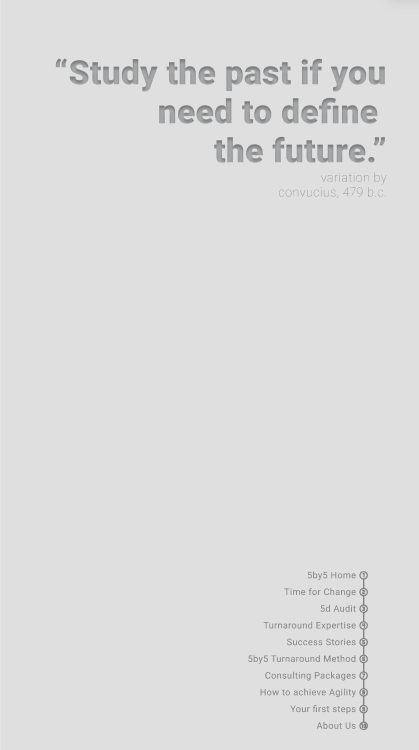 “Study the past if you
need to define
the future.”
variation by
convucius, 479 b.c.
5by5 Home 1
Time for Change 2
5d Audit 3
Turnaround Expertise 4
Success Stories 5
5by5 Turnaround Method 6
Consulting Packages 7
How to achieve Agility 8
Your first steps 9
About Us 10